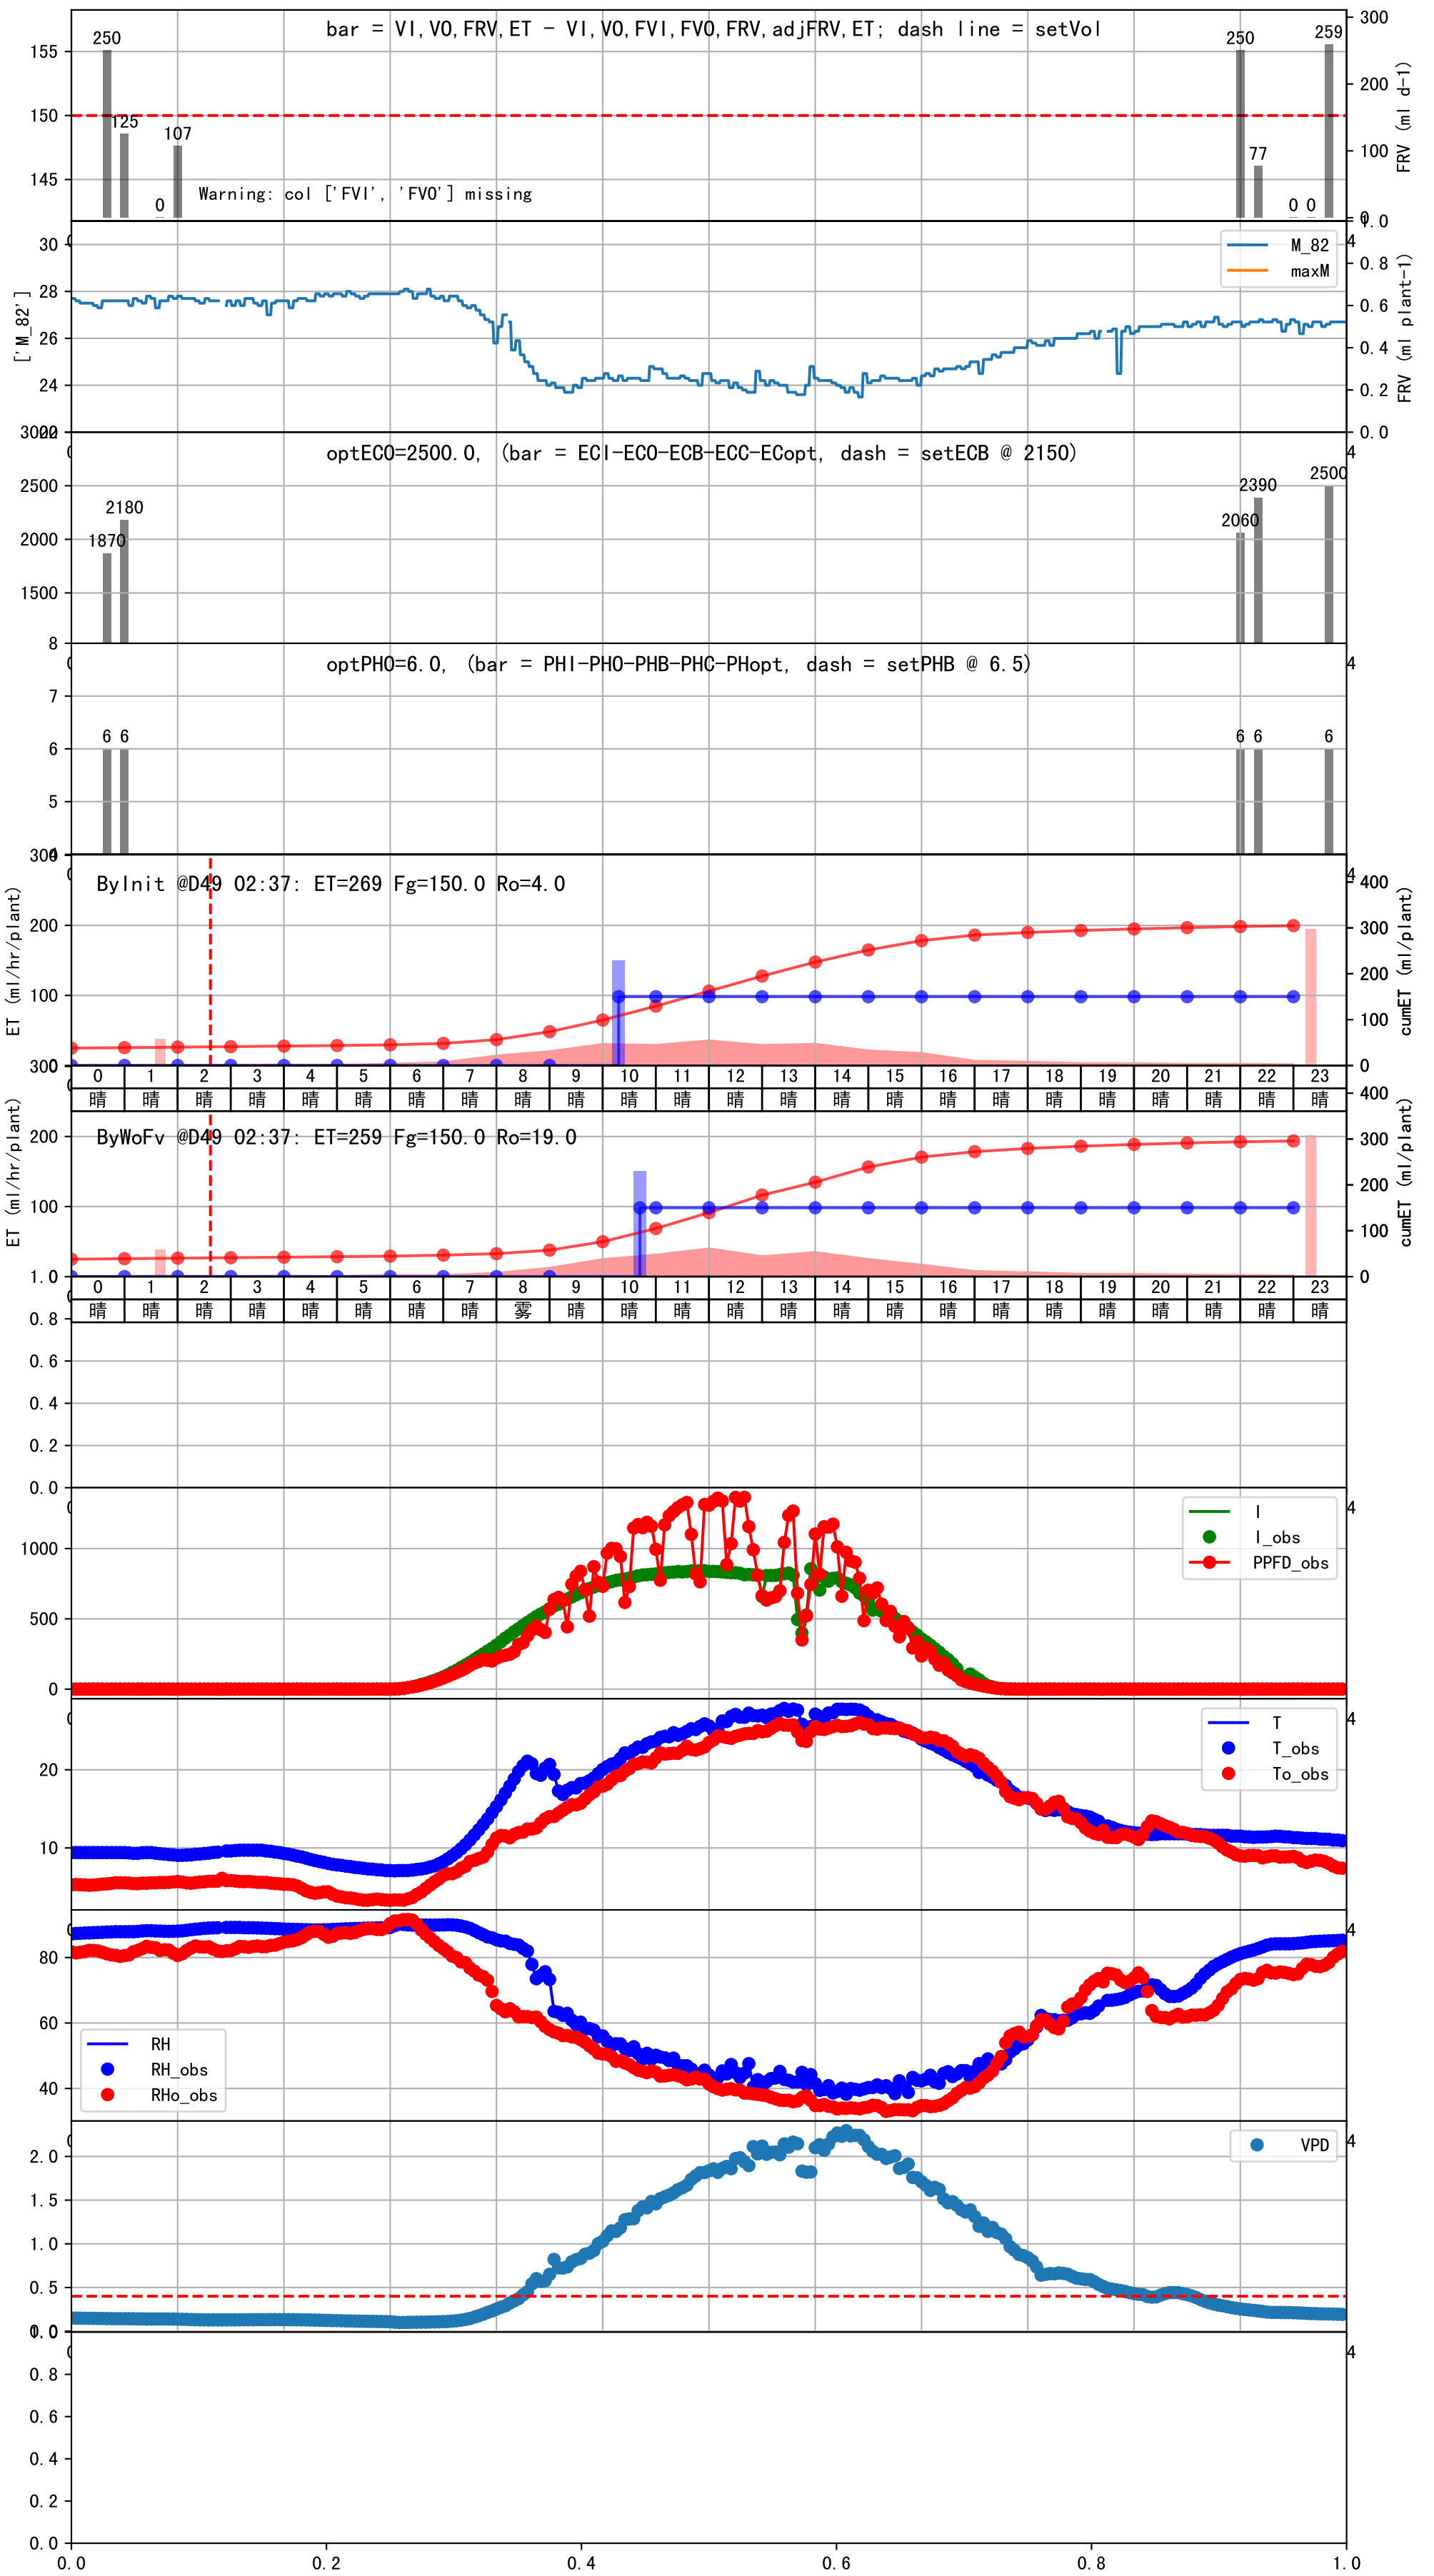 bar = VI,VO,FRV,ET - VI,VO,FVI,FVO,FRV,adjFRV,ET; dash line = setVol
250 125 0 107 250 77 0 0 259
155 150 145
300 200 100 0
FRV (ml d-1)
Warning: col ['FVI', 'FVO'] missing
M_82
maxM
['M_82']
30 28 26 24 22
1.0 0.8 0.6 0.4 0.2 0.0
FRV (ml plant-1)
optECO=2500.0, (bar = ECI-ECO-ECB-ECC-ECopt, dash = setECB @ 2150)
3000 2500 2000 1500
1870 2180 2060 2390 2500
optPHO=6.0, (bar = PHI-PHO-PHB-PHC-PHopt, dash = setPHB @ 6.5)
8 7 6 5 4
6 6 6 6 6
ByInit @D49 02:37: ET=269 Fg=150.0 Ro=4.0
ET (ml/hr/plant)
300 200 100 0
cumET (ml/plant)
400 300 200 100 0
0 1 2 3 4 5 6 7 8 9 10 11 12 13 14 15 16 17 18 19 20 21 22 23
晴 晴 晴 晴 晴 晴 晴 晴 晴 晴 晴 晴 晴 晴 晴 晴 晴 晴 晴 晴 晴 晴 晴 晴
ByWoFv @D49 02:37: ET=259 Fg=150.0 Ro=19.0
ET (ml/hr/plant)
300 200 100
cumET (ml/plant)
400 300 200 100 0
0 1 2 3 4 5 6 7 8 9 10 11 12 13 14 15 16 17 18 19 20 21 22 23
晴 晴 晴 晴 晴 晴 晴 晴 雾 晴 晴 晴 晴 晴 晴 晴 晴 晴 晴 晴 晴 晴 晴 晴
1.0 0.8 0.6 0.4 0.2 0.0
I
I_obs
PPFD_obs
1000 500 0
T
T_obs
To_obs
20 10
RH
RH_obs
RHo_obs
80 60 40
VPD
2.0 1.5 1.0 0.5 0.0
1.0 0.8 0.6 0.4 0.2 0.0
0.0 0.2 0.4 0.6 0.8 1.0